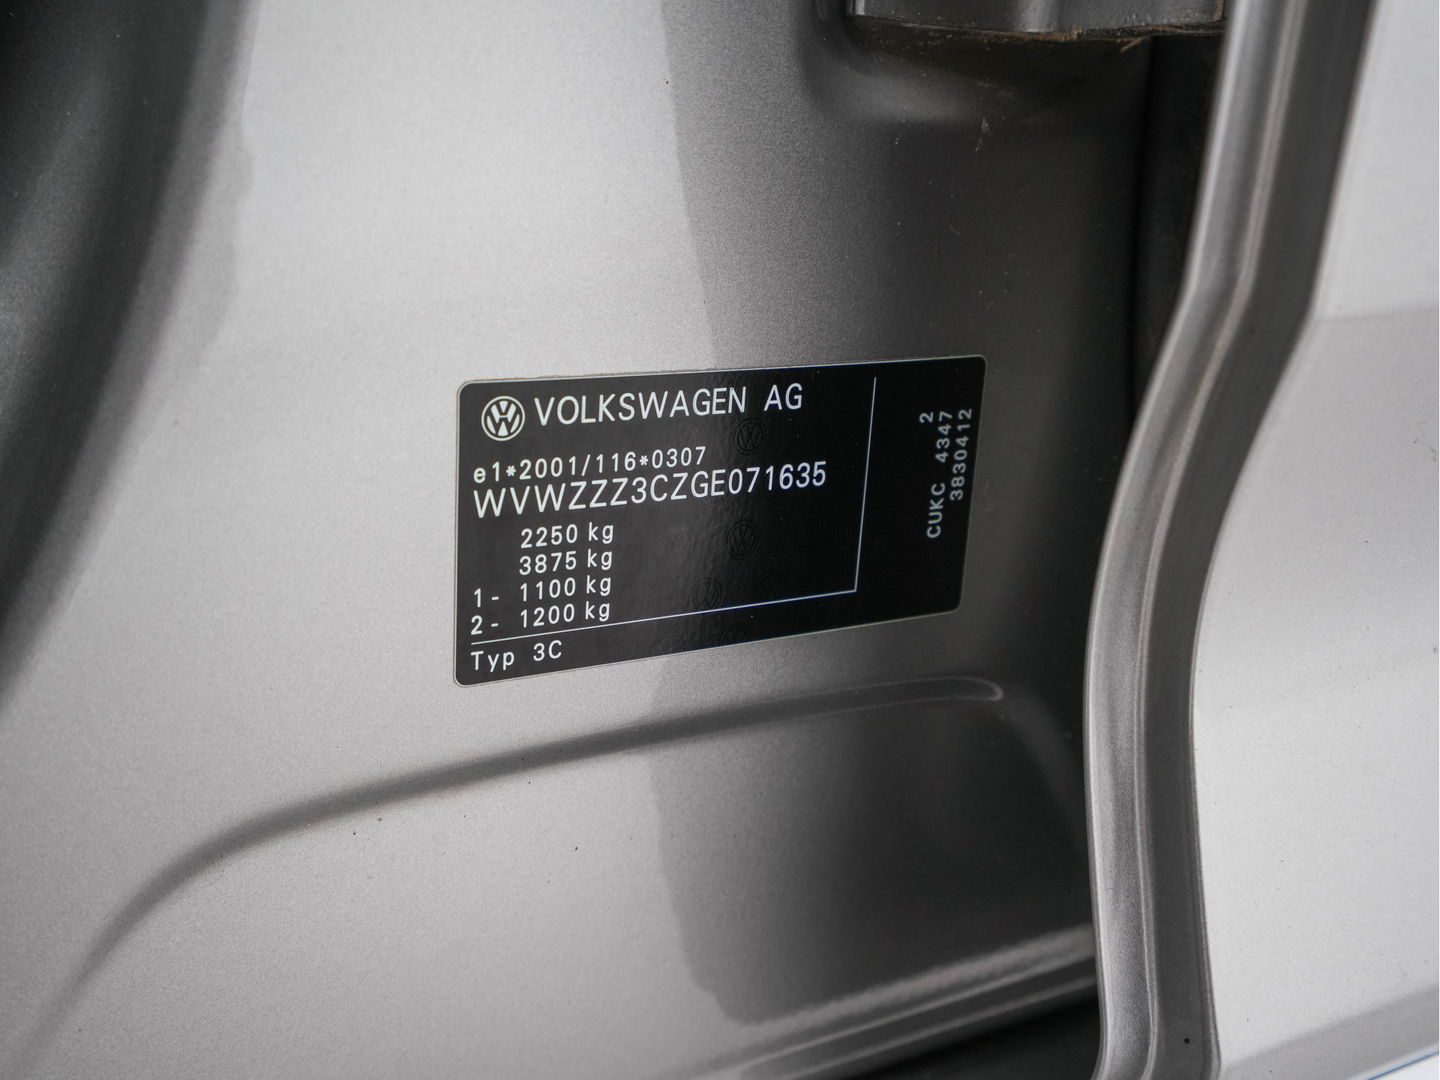 VOLKSWAGEN AG
e1*2001/116*0307
WVWZZZ3CZGE071635
2250 kg
3875 kg
1- 1100 kg
2- 1200 kg
Typ 3C
2
CUKC 4347
3830412